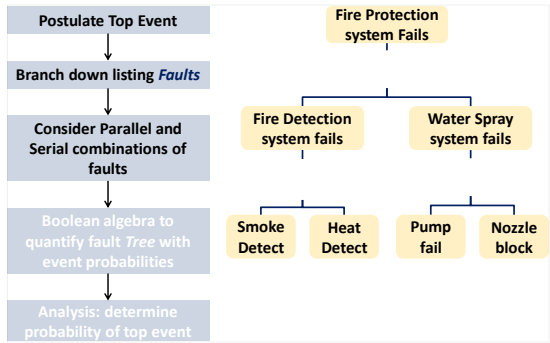 Postulate Top Event
Branch down listing Faults
Consider Parallel and
Serial combinations of
faults
Boolean algebra to
quantify fault Tree with
event probabilities
Analysis: determine
probability of top event
Fire Protection
system Fails
Fire Detection
system fails
Water Spray
system fails
Smoke
Detect
Heat
Detect
Pump
fail
Nozzle
block